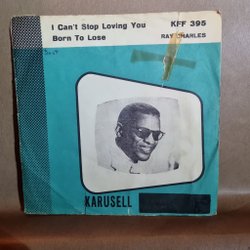 I Can't Stop Loving You KFF 395
Born To Lose RAY CHARLES
KARUSELL